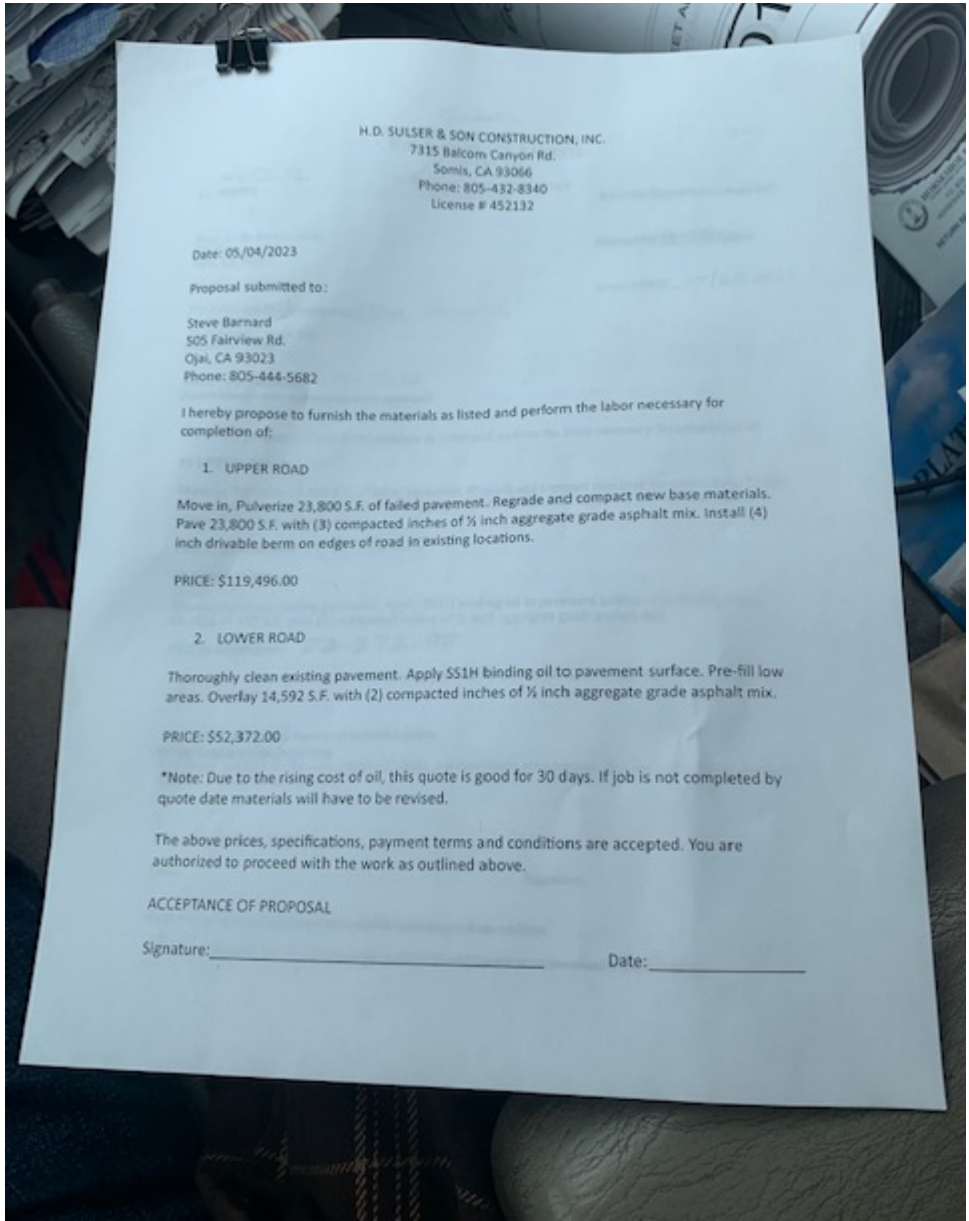 H.D. SULSER & SON CONSTRUCTION, INC.
7315 Balcom Canyon Rd.
Somis, CA 93066
Phone: 805-432-8340
License # 452132
Date: 05/04/2023
Proposal submitted to:
Steve Barnard
505 Fairview Rd.
Ojai, CA 93023
Phone: 805-444-5682
I hereby propose to furnish the materials as listed and perform the labor necessary for
completion of:
1. UPPER ROAD
Move in, Pulverize 23,800 S.F. of failed pavement. Regrade and compact new base materials.
Pave 23,800 S.F. with (3) compacted inches of ½ inch aggregate grade asphalt mix. Install (4)
inch drivable berm on edges of road in existing locations.
PRICE: $119,496.00
2. LOWER ROAD
Thoroughly clean existing pavement. Apply SS1H binding oil to pavement surface. Pre-fill low
areas. Overlay 14,592 S.F. with (2) compacted inches of ½ inch aggregate grade asphalt mix.
PRICE: $52,372.00
*Note: Due to the rising cost of oil, this quote is good for 30 days. If job is not completed by
quote date materials will have to be revised.
The above prices, specifications, payment terms and conditions are accepted. You are
authorized to proceed with the work as outlined above.
ACCEPTANCE OF PROPOSAL
Signature:
Date: